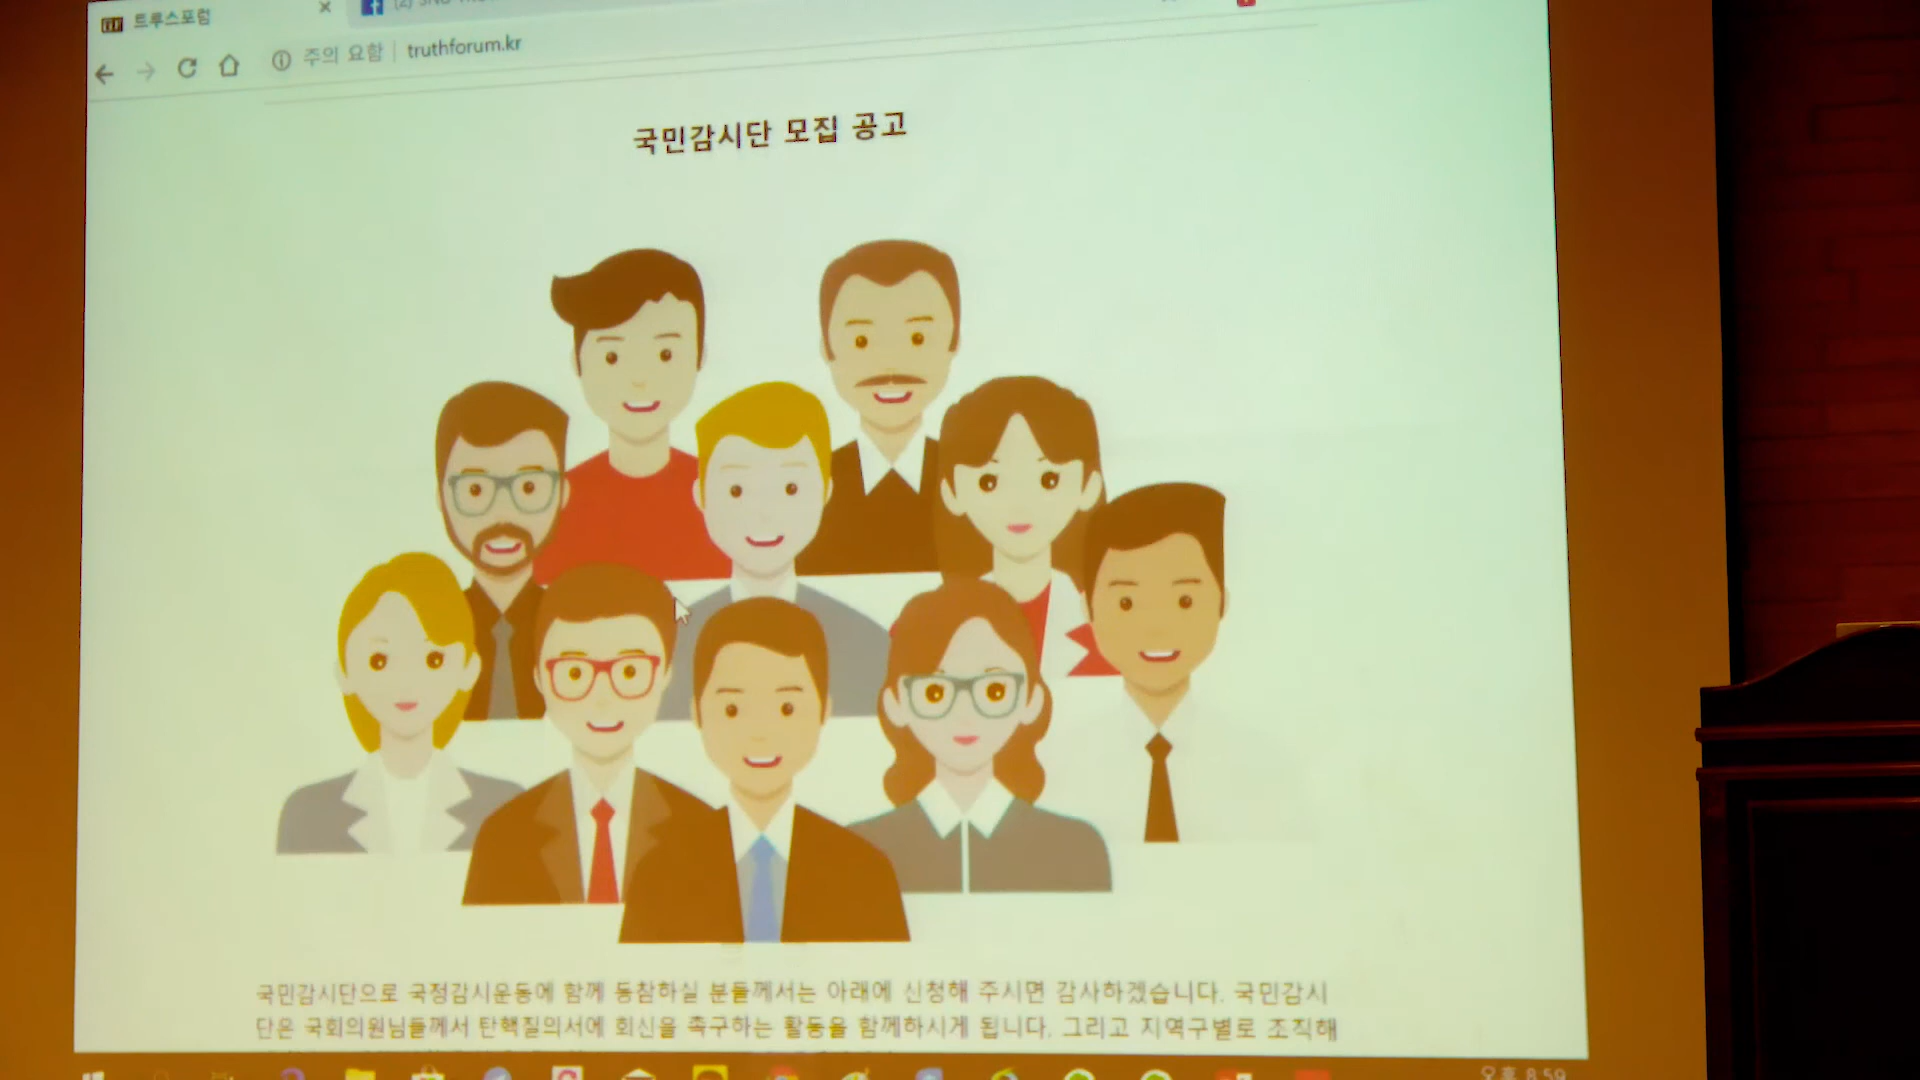 트루스포럼
주의 요함 | truthforum.kr
국민감시단 모집 공고
국민감시단으로 국정감시운동에 함께 동참하실 분들께서는 아래에 신청해 주시면 감사하겠습니다. 국민감시
단은 국회의원님들께서 탄핵질의서에 회신을 촉구하는 활동을 함께하시게 됩니다. 그리고 지역구별로 조직해
오후 8:59